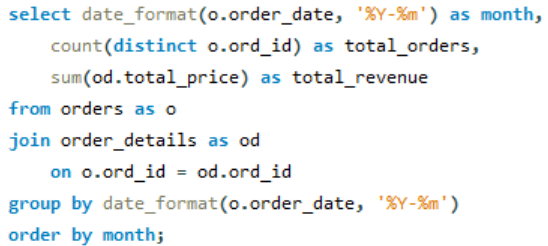 select date_format(o.order_date, '%Y-%m') as month,
    count(distinct o.ord_id) as total_orders,
    sum(od.total_price) as total_revenue
from orders as o
join order_details as od
    on o.ord_id = od.ord_id
group by date_format(o.order_date, '%Y-%m')
order by month;